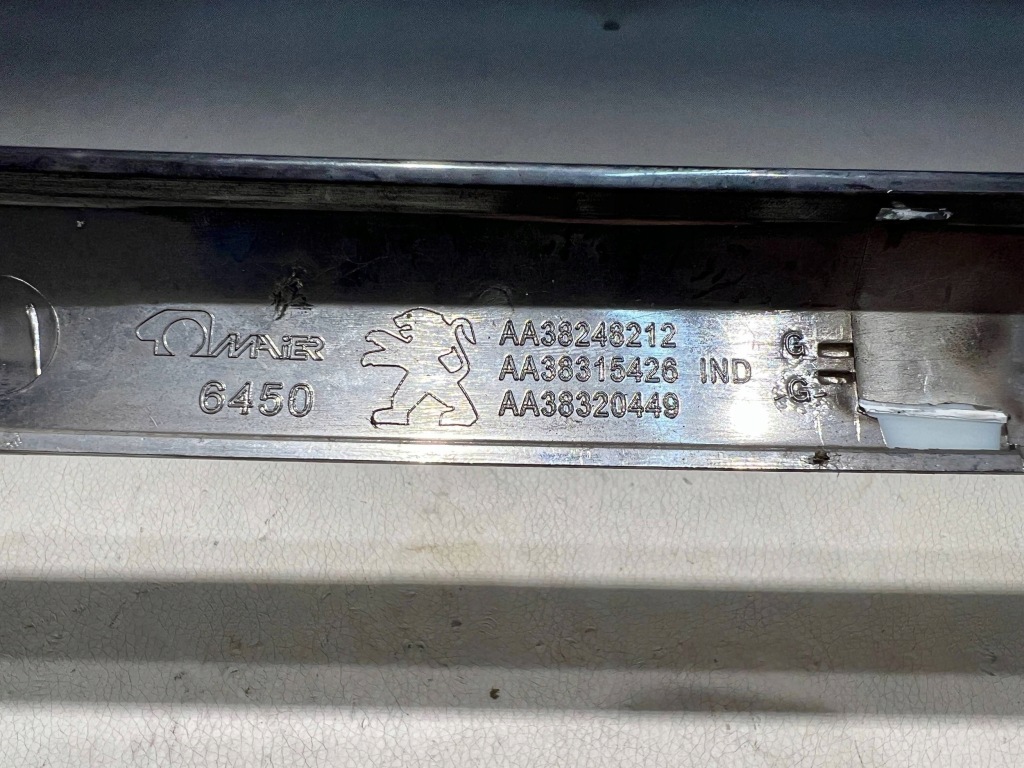 MAIER
6450
AA38248212
AA38315426 IND
AA38320449
G
G